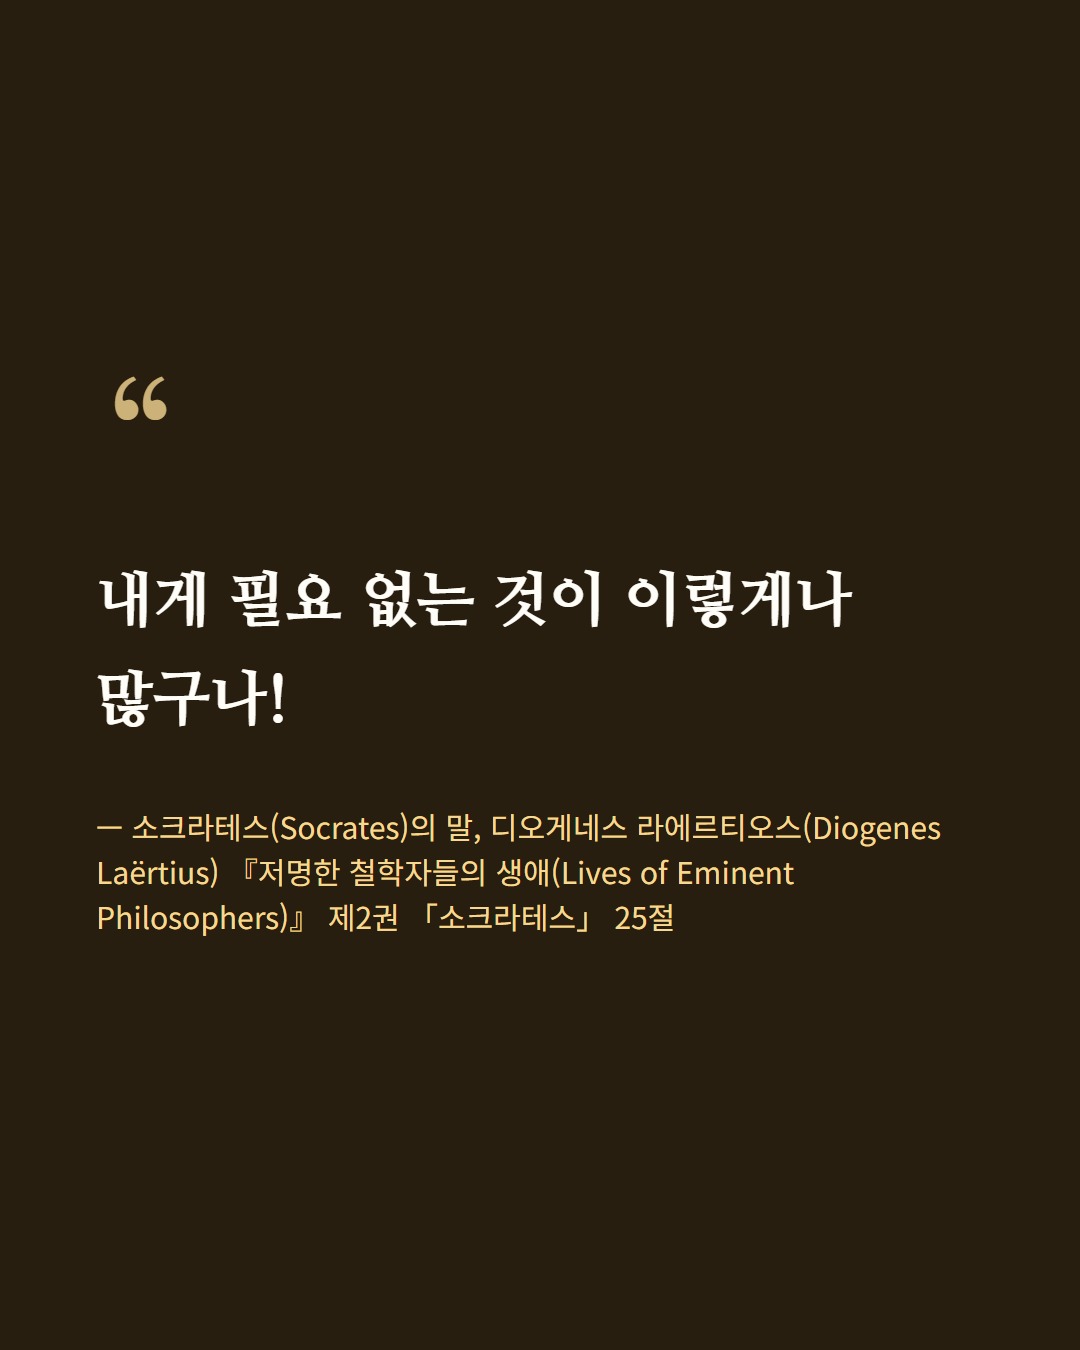 “
내게 필요 없는 것이 이렇게나
많구나!
— 소크라테스(Socrates)의 말, 디오게네스 라에르티오스(Diogenes
Laërtius) 『저명한 철학자들의 생애(Lives of Eminent
Philosophers)』 제2권 「소크라테스」 25절